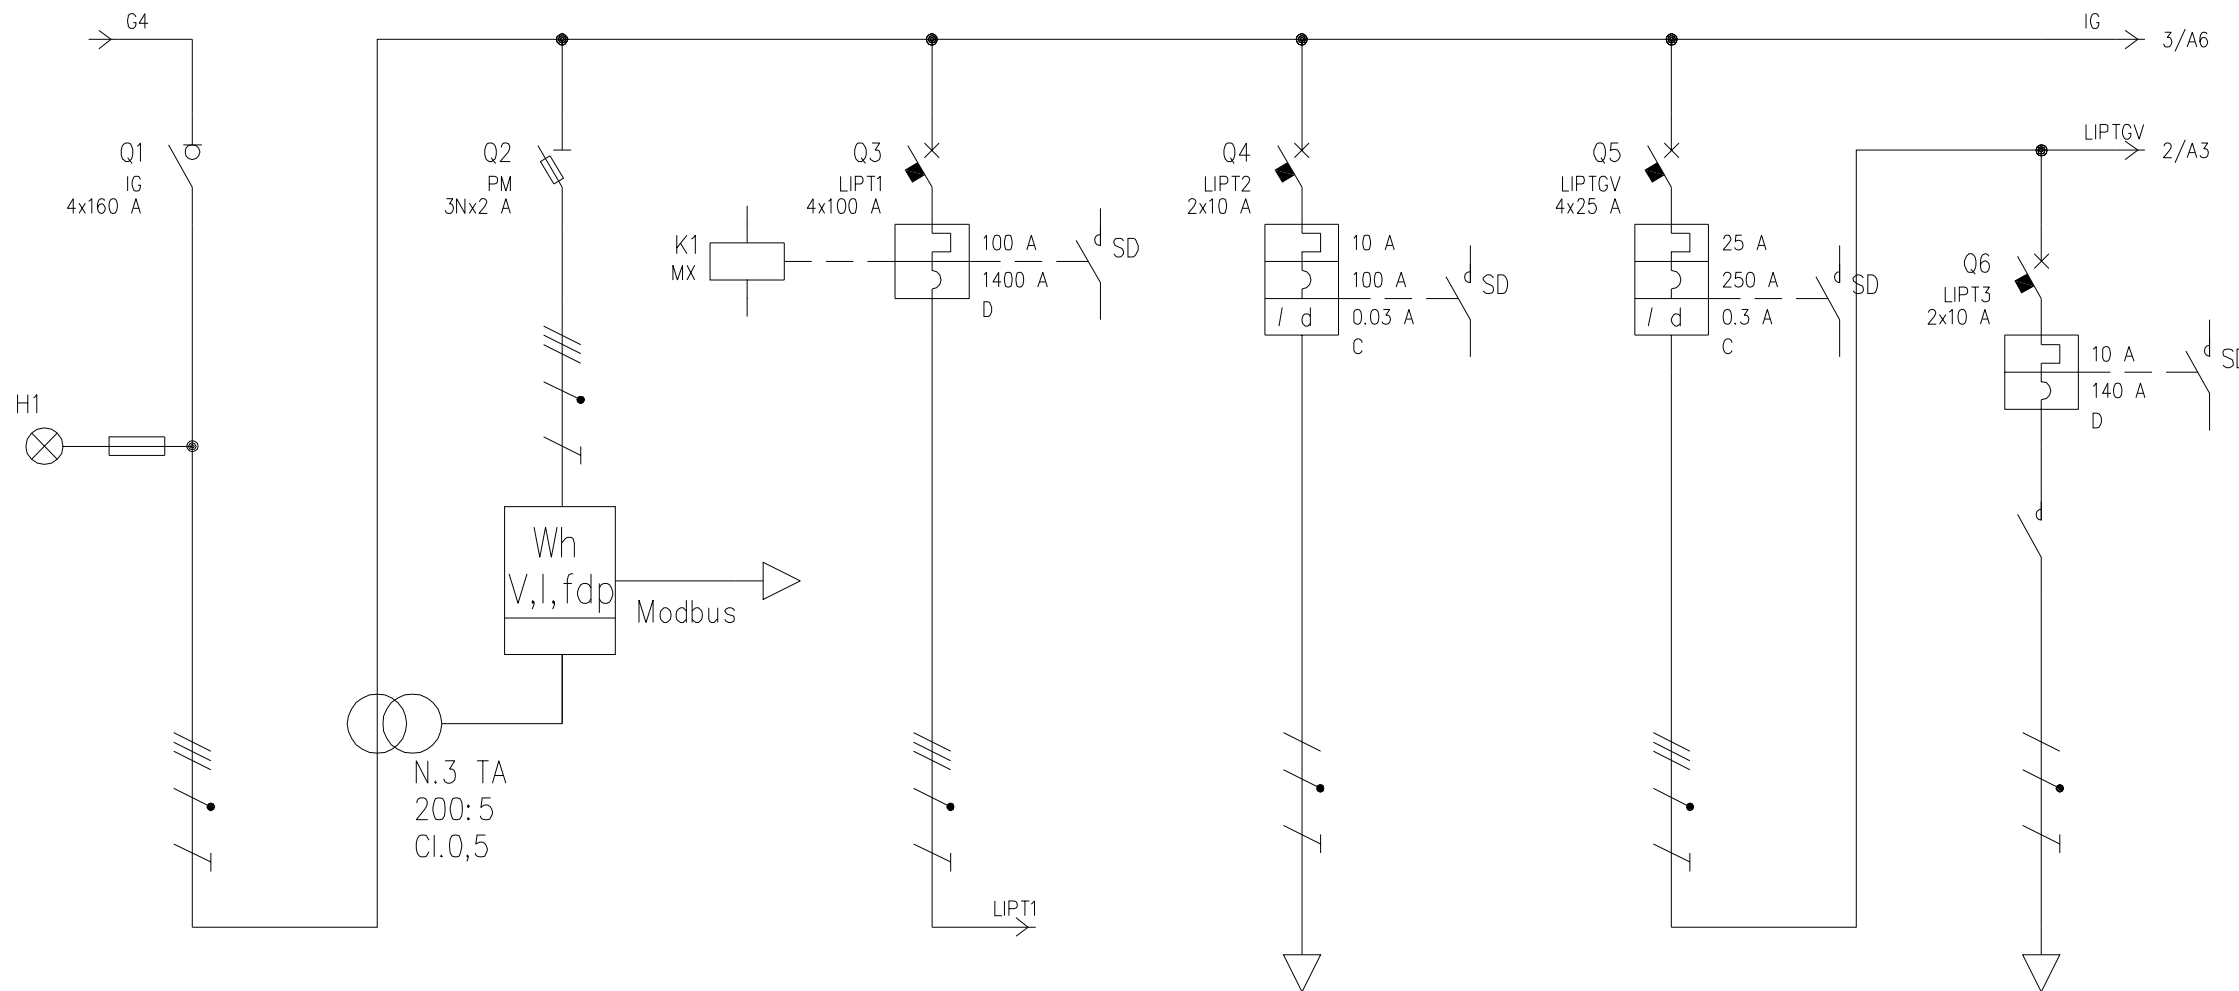 G4
IG
3/A6
LIPTGV
2/A3
Q1
IG
4x160 A
Q2
PM
3Nx2 A
Q3
LIPT1
4x100 A
Q4
LIPT2
2x10 A
Q5
LIPTGV
4x25 A
K1
MX
100 A
1400 A
D
SD
10 A
100 A
I d
0.03 A
C
SD
25 A
250 A
I d
0.3 A
C
SD
Q6
LIPT3
2x10 A
10 A
140 A
D
SD
H1
Wh
V,I,fdp
Modbus
N.3 TA
200:5
Cl.0,5
LIPT1